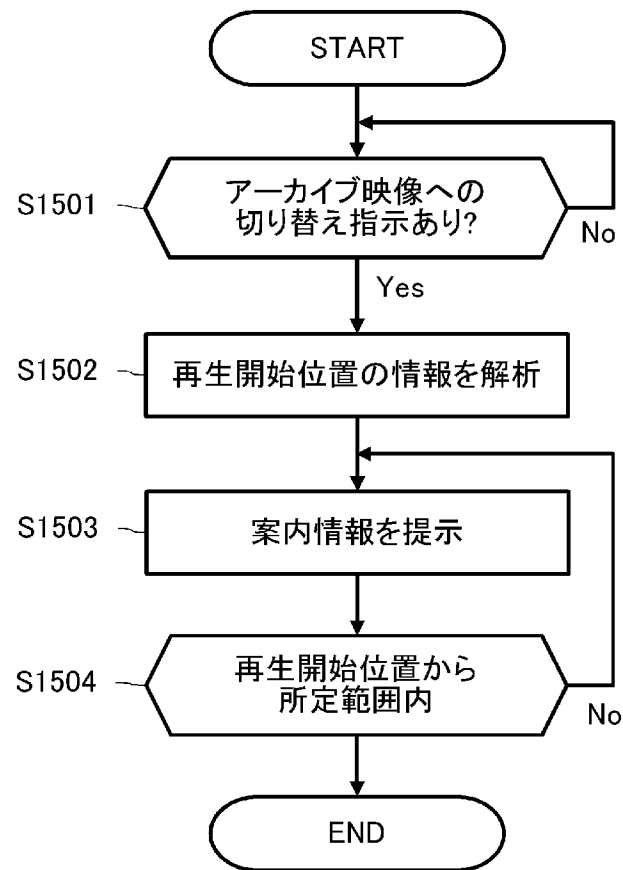 START
S1501
アーカイブ映像への
切り替え指示あり?
No
Yes
S1502
再生開始位置の情報を解析
S1503
案内情報を提示
S1504
再生開始位置から
所定範囲内
No
END